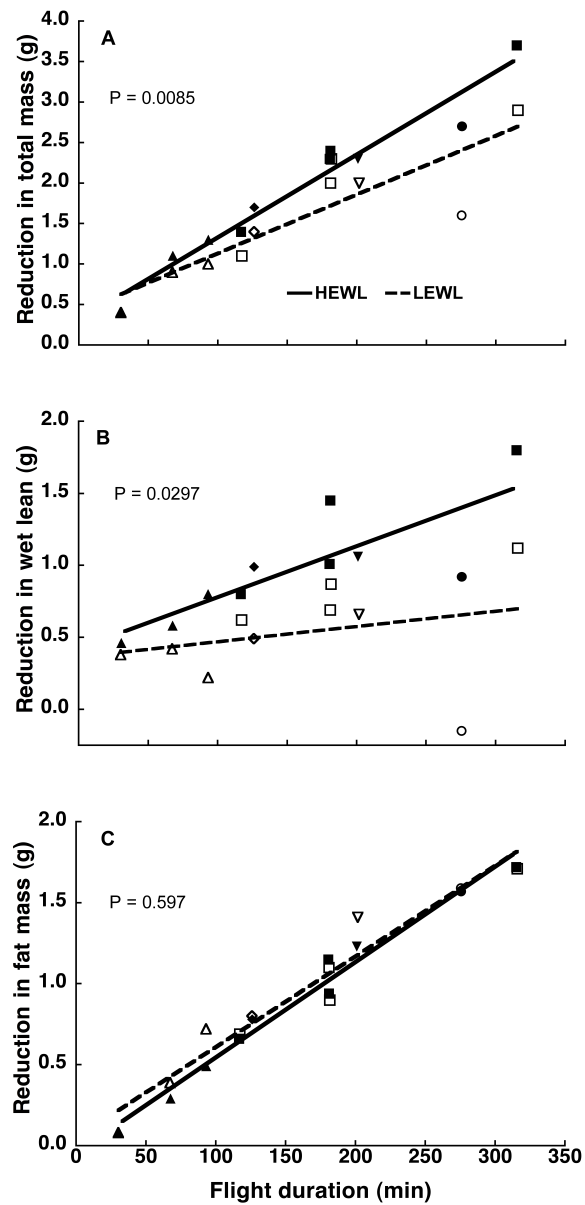 4.0
A
3.5
P = 0.0085
3.0
2.5
2.0
1.5
1.0
0.5
0.0
Reduction in total mass (g)
HEWL LEWL
2.0
B
P = 0.0297
1.5
1.0
0.5
0.0
Reduction in wet lean (g)
2.0
C
P = 0.597
1.5
1.0
0.5
0.0
Reduction in fat mass (g)
0 50 100 150 200 250 300 350
Flight duration (min)